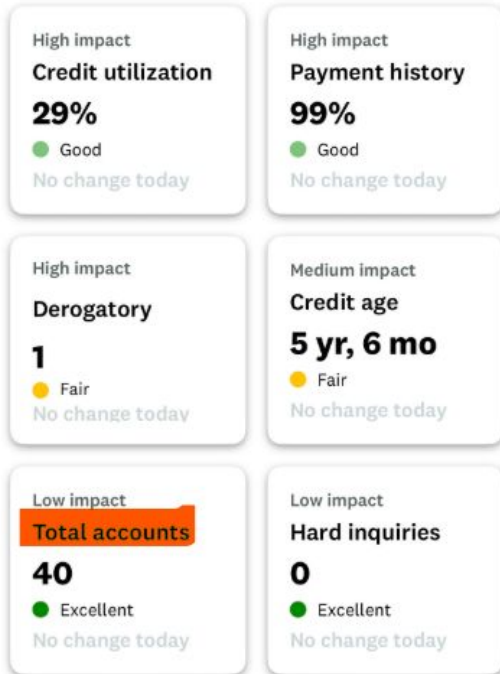 High impact
Credit utilization
29%
Good
No change today
High impact
Payment history
99%
Good
No change today
High impact
Derogatory
1
Fair
No change today
Medium impact
Credit age
5 yr, 6 mo
Fair
No change today
Low impact
Total accounts
40
Excellent
No change today
Low impact
Hard inquiries
0
Excellent
No change today